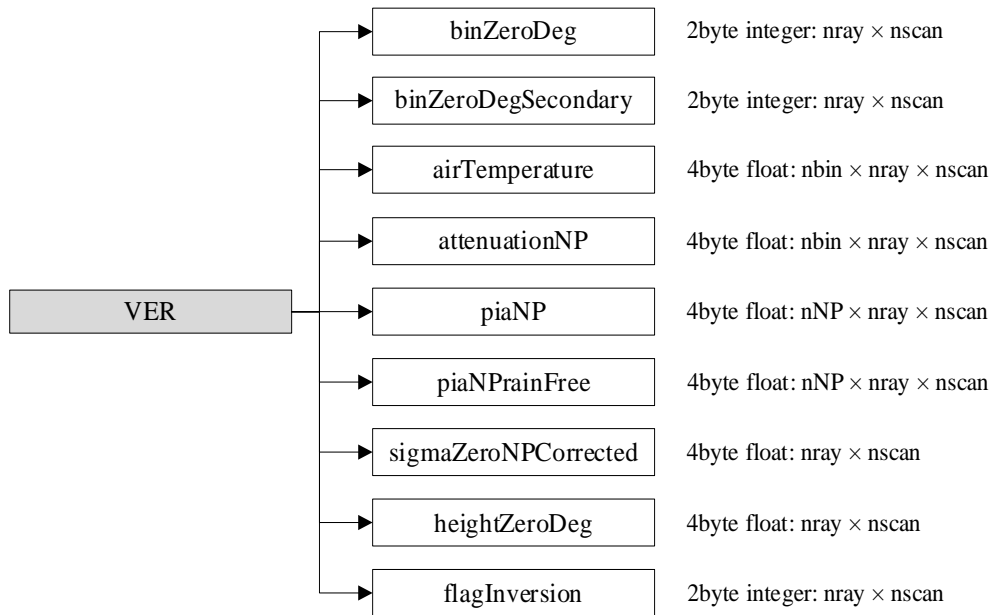 binZeroDeg 2byte integer: nray × nscan
binZeroDegSecondary 2byte integer: nray × nscan
airTemperature 4byte float: nbin × nray × nscan
attenuationNP 4byte float: nbin × nray × nscan
VER piaNP 4byte float: nNP × nray × nscan
piaNPrainFree 4byte float: nNP × nray × nscan
sigmaZeroNPCorrected 4byte float: nray × nscan
heightZeroDeg 4byte float: nray × nscan
flagInversion 2byte integer: nray × nscan